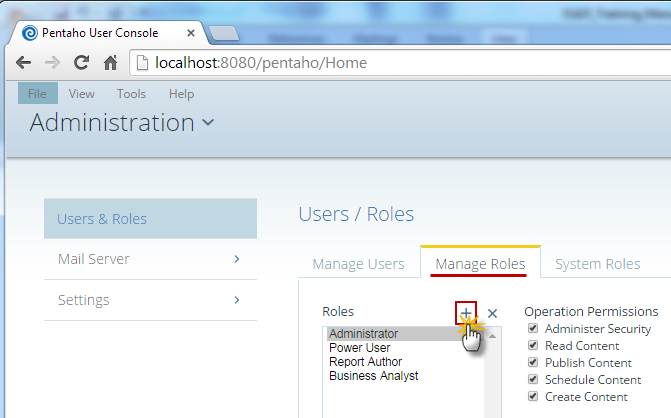 Pentaho User Console
localhost:8080/pentaho/Home
File View Tools Help
Administration
Users & Roles
Mail Server
Settings
Users / Roles
Manage Users Manage Roles System Roles
Roles
Administrator
Power User
Report Author
Business Analyst
Operation Permissions
Administer Security
Read Content
Publish Content
Schedule Content
Create Content